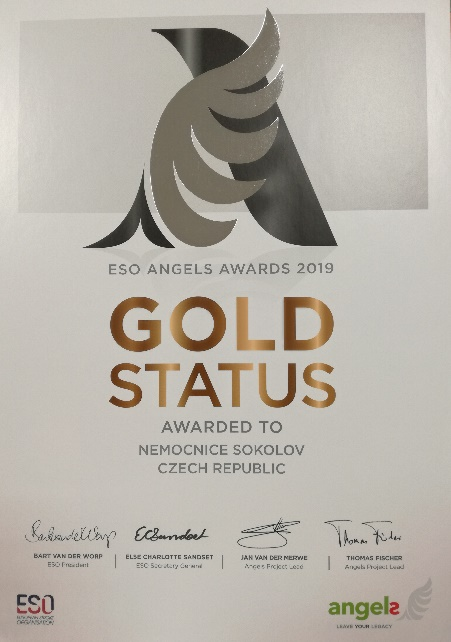 ESO ANGELS AWARDS 2019
GOLD
STATUS
AWARDED TO
NEMOCNICE SOKOLOV
CZECH REPUBLIC
BART VAN DER WORP
ESO President
ELSE CHARLOTTE SANDSET
ESO Secretary General
JAN VAN DER MERWE
Angels Project Lead
THOMAS FISCHER
Angels Project Lead
ESO
EUROPEAN STROKE
ORGANISATION
angels
LEAVE YOUR LEGACY